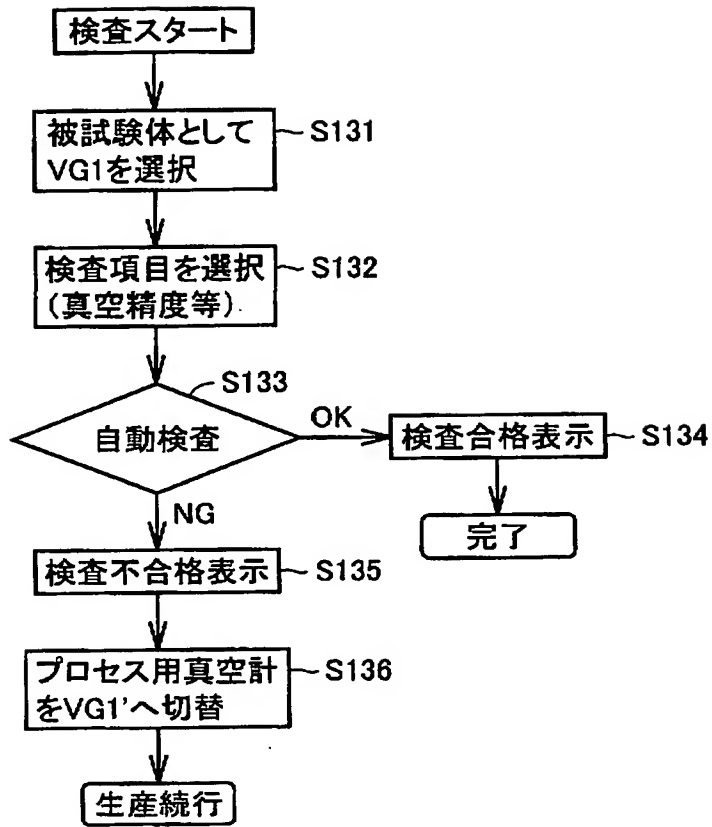 検査スタート
被試験体として
VG1を選択
S131
検査項目を選択
(真空精度等)
S132
S133
自動検査
OK
検査合格表示
S134
完了
NG
検査不合格表示
S135
プロセス用真空計
をVG1'へ切替
S136
生産続行